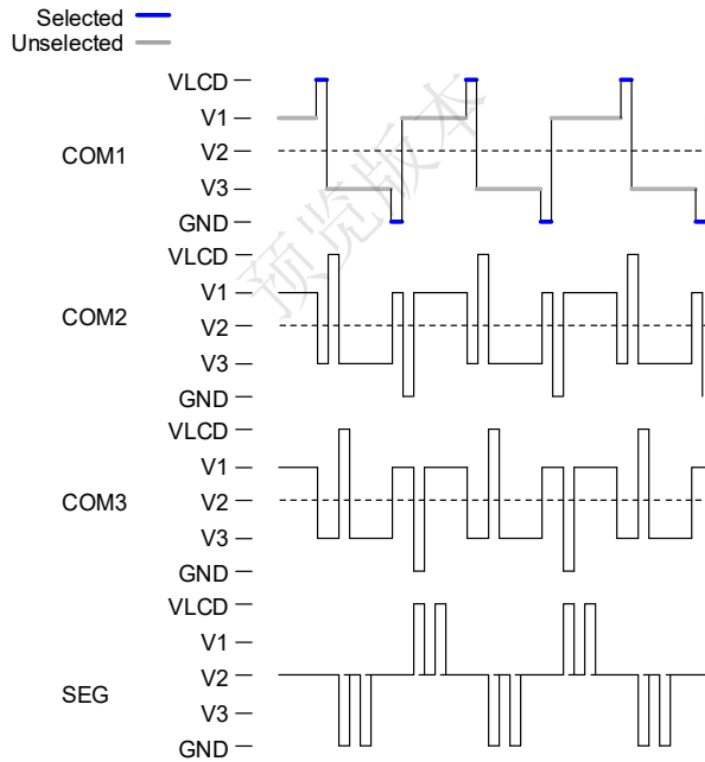 Selected
Unselected
VLCD
V1
COM1
V2
V3
GND
VLCD
V1
COM2
V2
V3
GND
VLCD
V1
COM3
V2
V3
GND
VLCD
V1
V2
SEG
V3
GND
预览版本